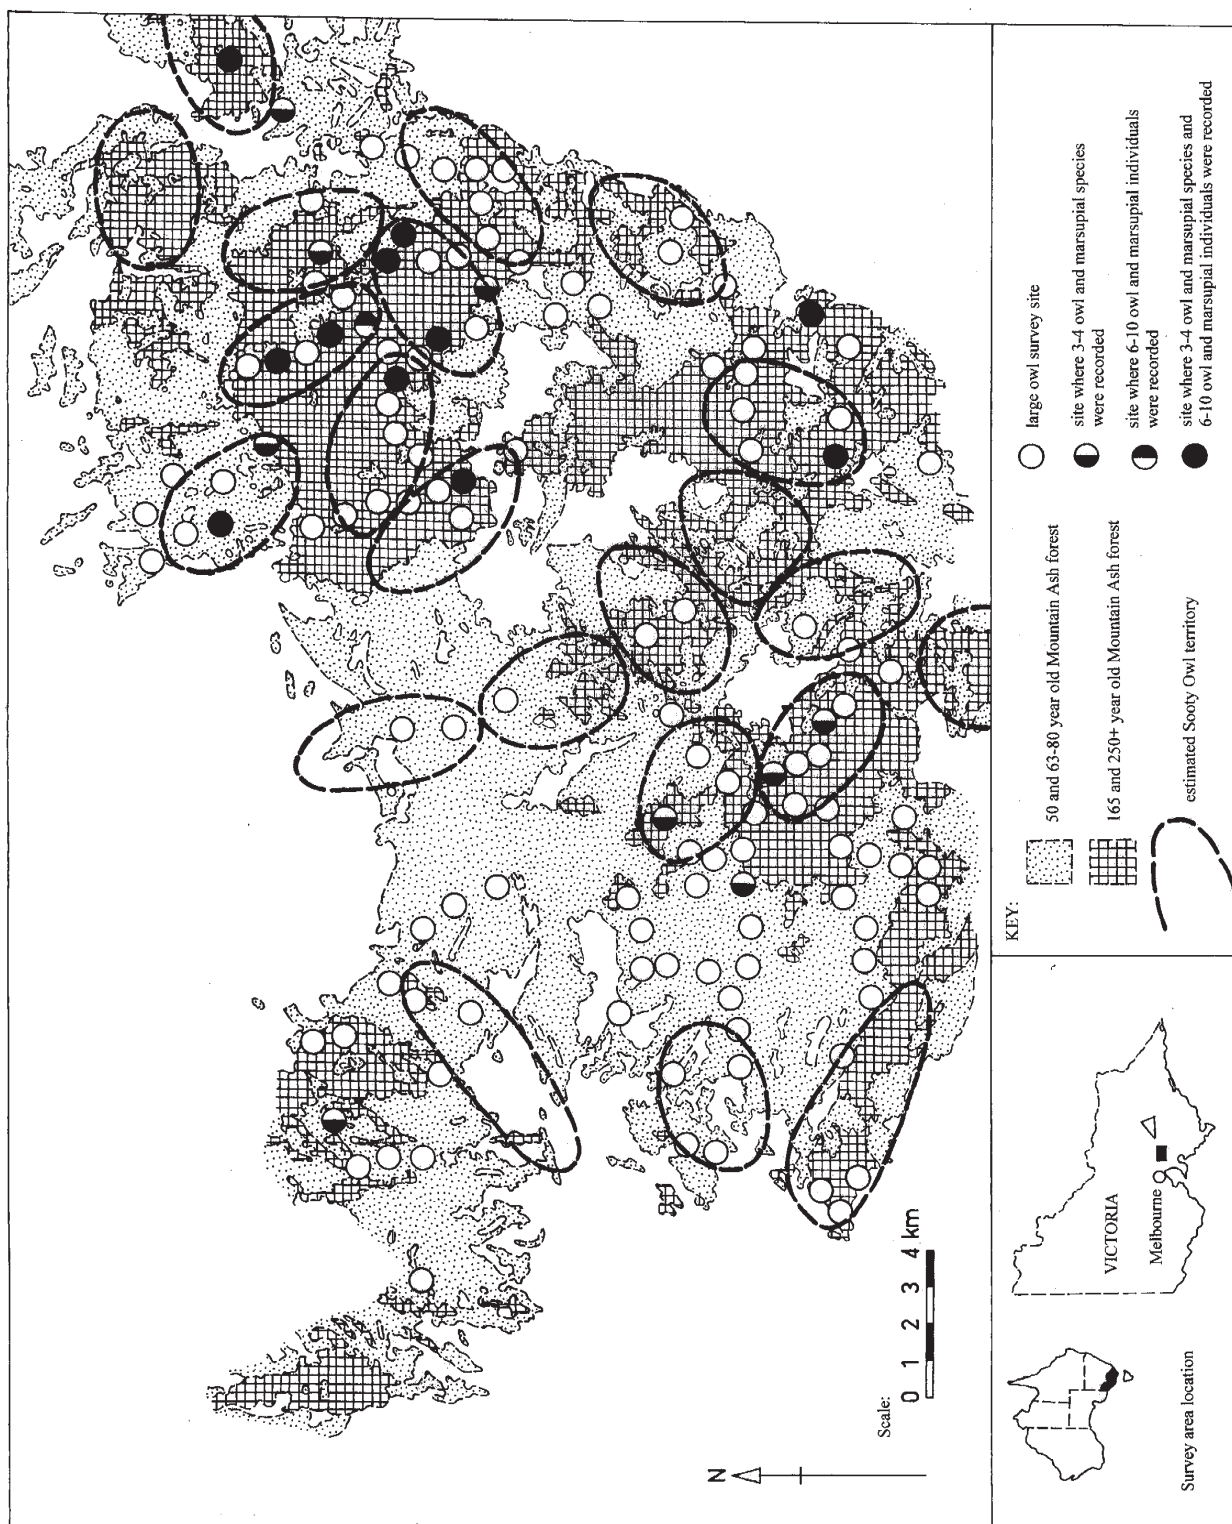 N
Scale:
0 1 2 3 4 km
Survey area location
VICTORIA
Melbourne
KEY:
50 and 63-80 year old Mountain Ash forest
165 and 250+ year old Mountain Ash forest
estimated Sooty Owl territory
large owl survey site
site where 3-4 owl and marsupial species
were recorded
site where 6-10 owl and marsupial individuals
were recorded
site where 3-4 owl and marsupial species and
6-10 owl and marsupial individuals were recorded